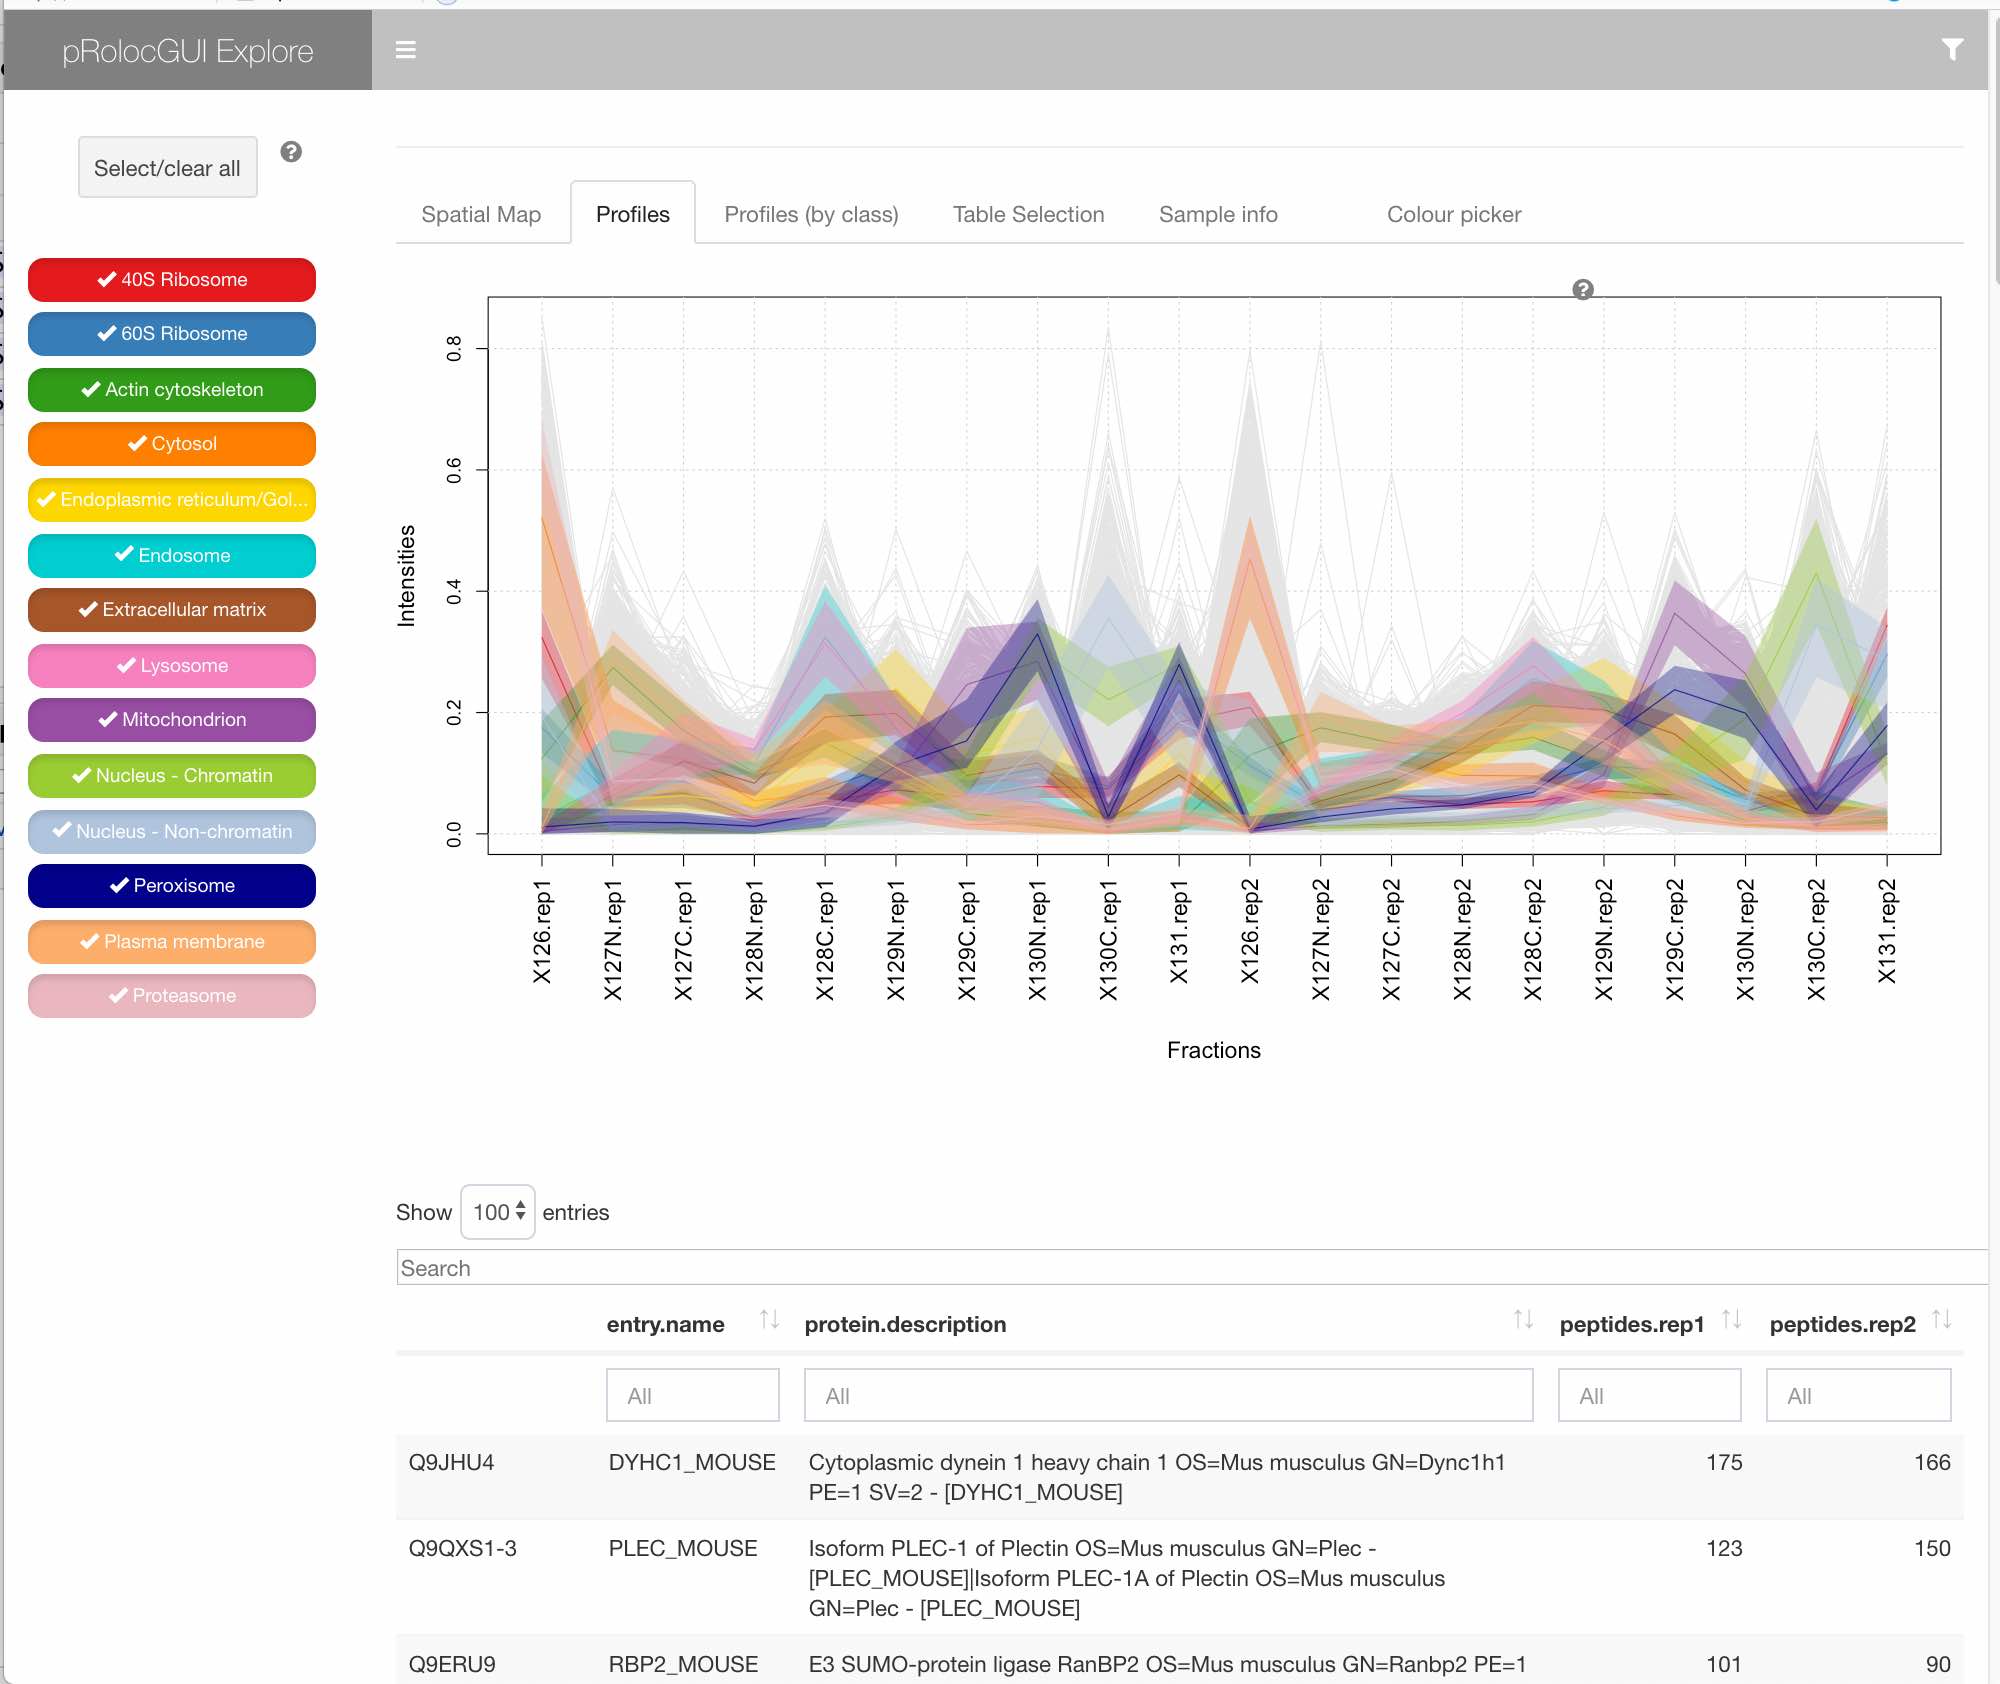 pRolocGUI Explore
Select/clear all
Spatial Map
Profiles
Profiles (by class)
Table Selection
Sample info
Colour picker
40S Ribosome
60S Ribosome
Actin cytoskeleton
Cytosol
Endoplasmic reticulum/Gol...
Endosome
Extracellular matrix
Lysosome
Mitochondrion
Nucleus - Chromatin
Nucleus - Non-chromatin
Peroxisome
Plasma membrane
Proteasome
Intensities
0.8
0.6
0.4
0.2
0.0
X126.rep1
X127N.rep1
X127C.rep1
X128N.rep1
X128C.rep1
X129N.rep1
X129C.rep1
X130N.rep1
X130C.rep1
X131.rep1
X126.rep2
X127N.rep2
X127C.rep2
X128N.rep2
X128C.rep2
X129N.rep2
X129C.rep2
X130N.rep2
X130C.rep2
X131.rep2
Fractions
Show 100 entries
Search
entry.name protein.description peptides.rep1 peptides.rep2
All All All All
Q9JHU4 DYHC1_MOUSE Cytoplasmic dynein 1 heavy chain 1 OS=Mus musculus GN=Dync1h1 175 166
PE=1 SV=2 - [DYHC1_MOUSE]
Q9QXS1-3 PLEC_MOUSE Isoform PLEC-1 of Plectin OS=Mus musculus GN=Plec - 123 150
[PLEC_MOUSE]|Isoform PLEC-1A of Plectin OS=Mus musculus
GN=Plec - [PLEC_MOUSE]
Q9ERU9 RBP2_MOUSE E3 SUMO-protein ligase RanBP2 OS=Mus musculus GN=Ranbp2 PE=1 101 90